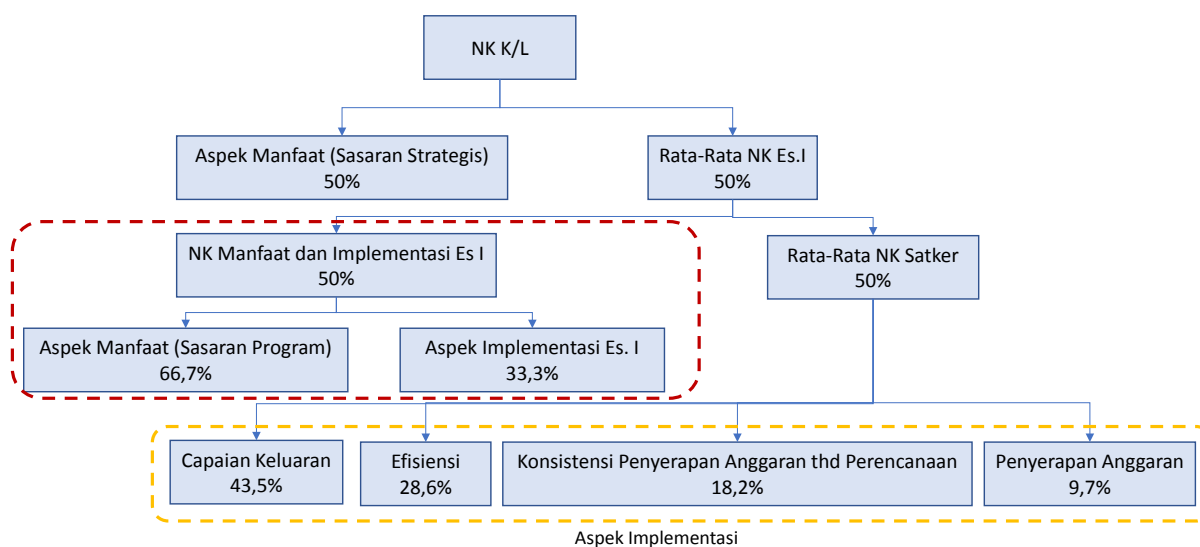 NK K/L
Aspek Manfaat (Sasaran Strategis)
50%
Rata-Rata NK Es.I
50%
NK Manfaat dan Implementasi Es I
50%
Rata-Rata NK Satker
50%
Aspek Manfaat (Sasaran Program)
66,7%
Aspek Implementasi Es. I
33,3%
Capaian Keluaran
43,5%
Efisiensi
28,6%
Konsistensi Penyerapan Anggaran thd Perencanaan
18,2%
Penyerapan Anggaran
9,7%
Aspek Implementasi